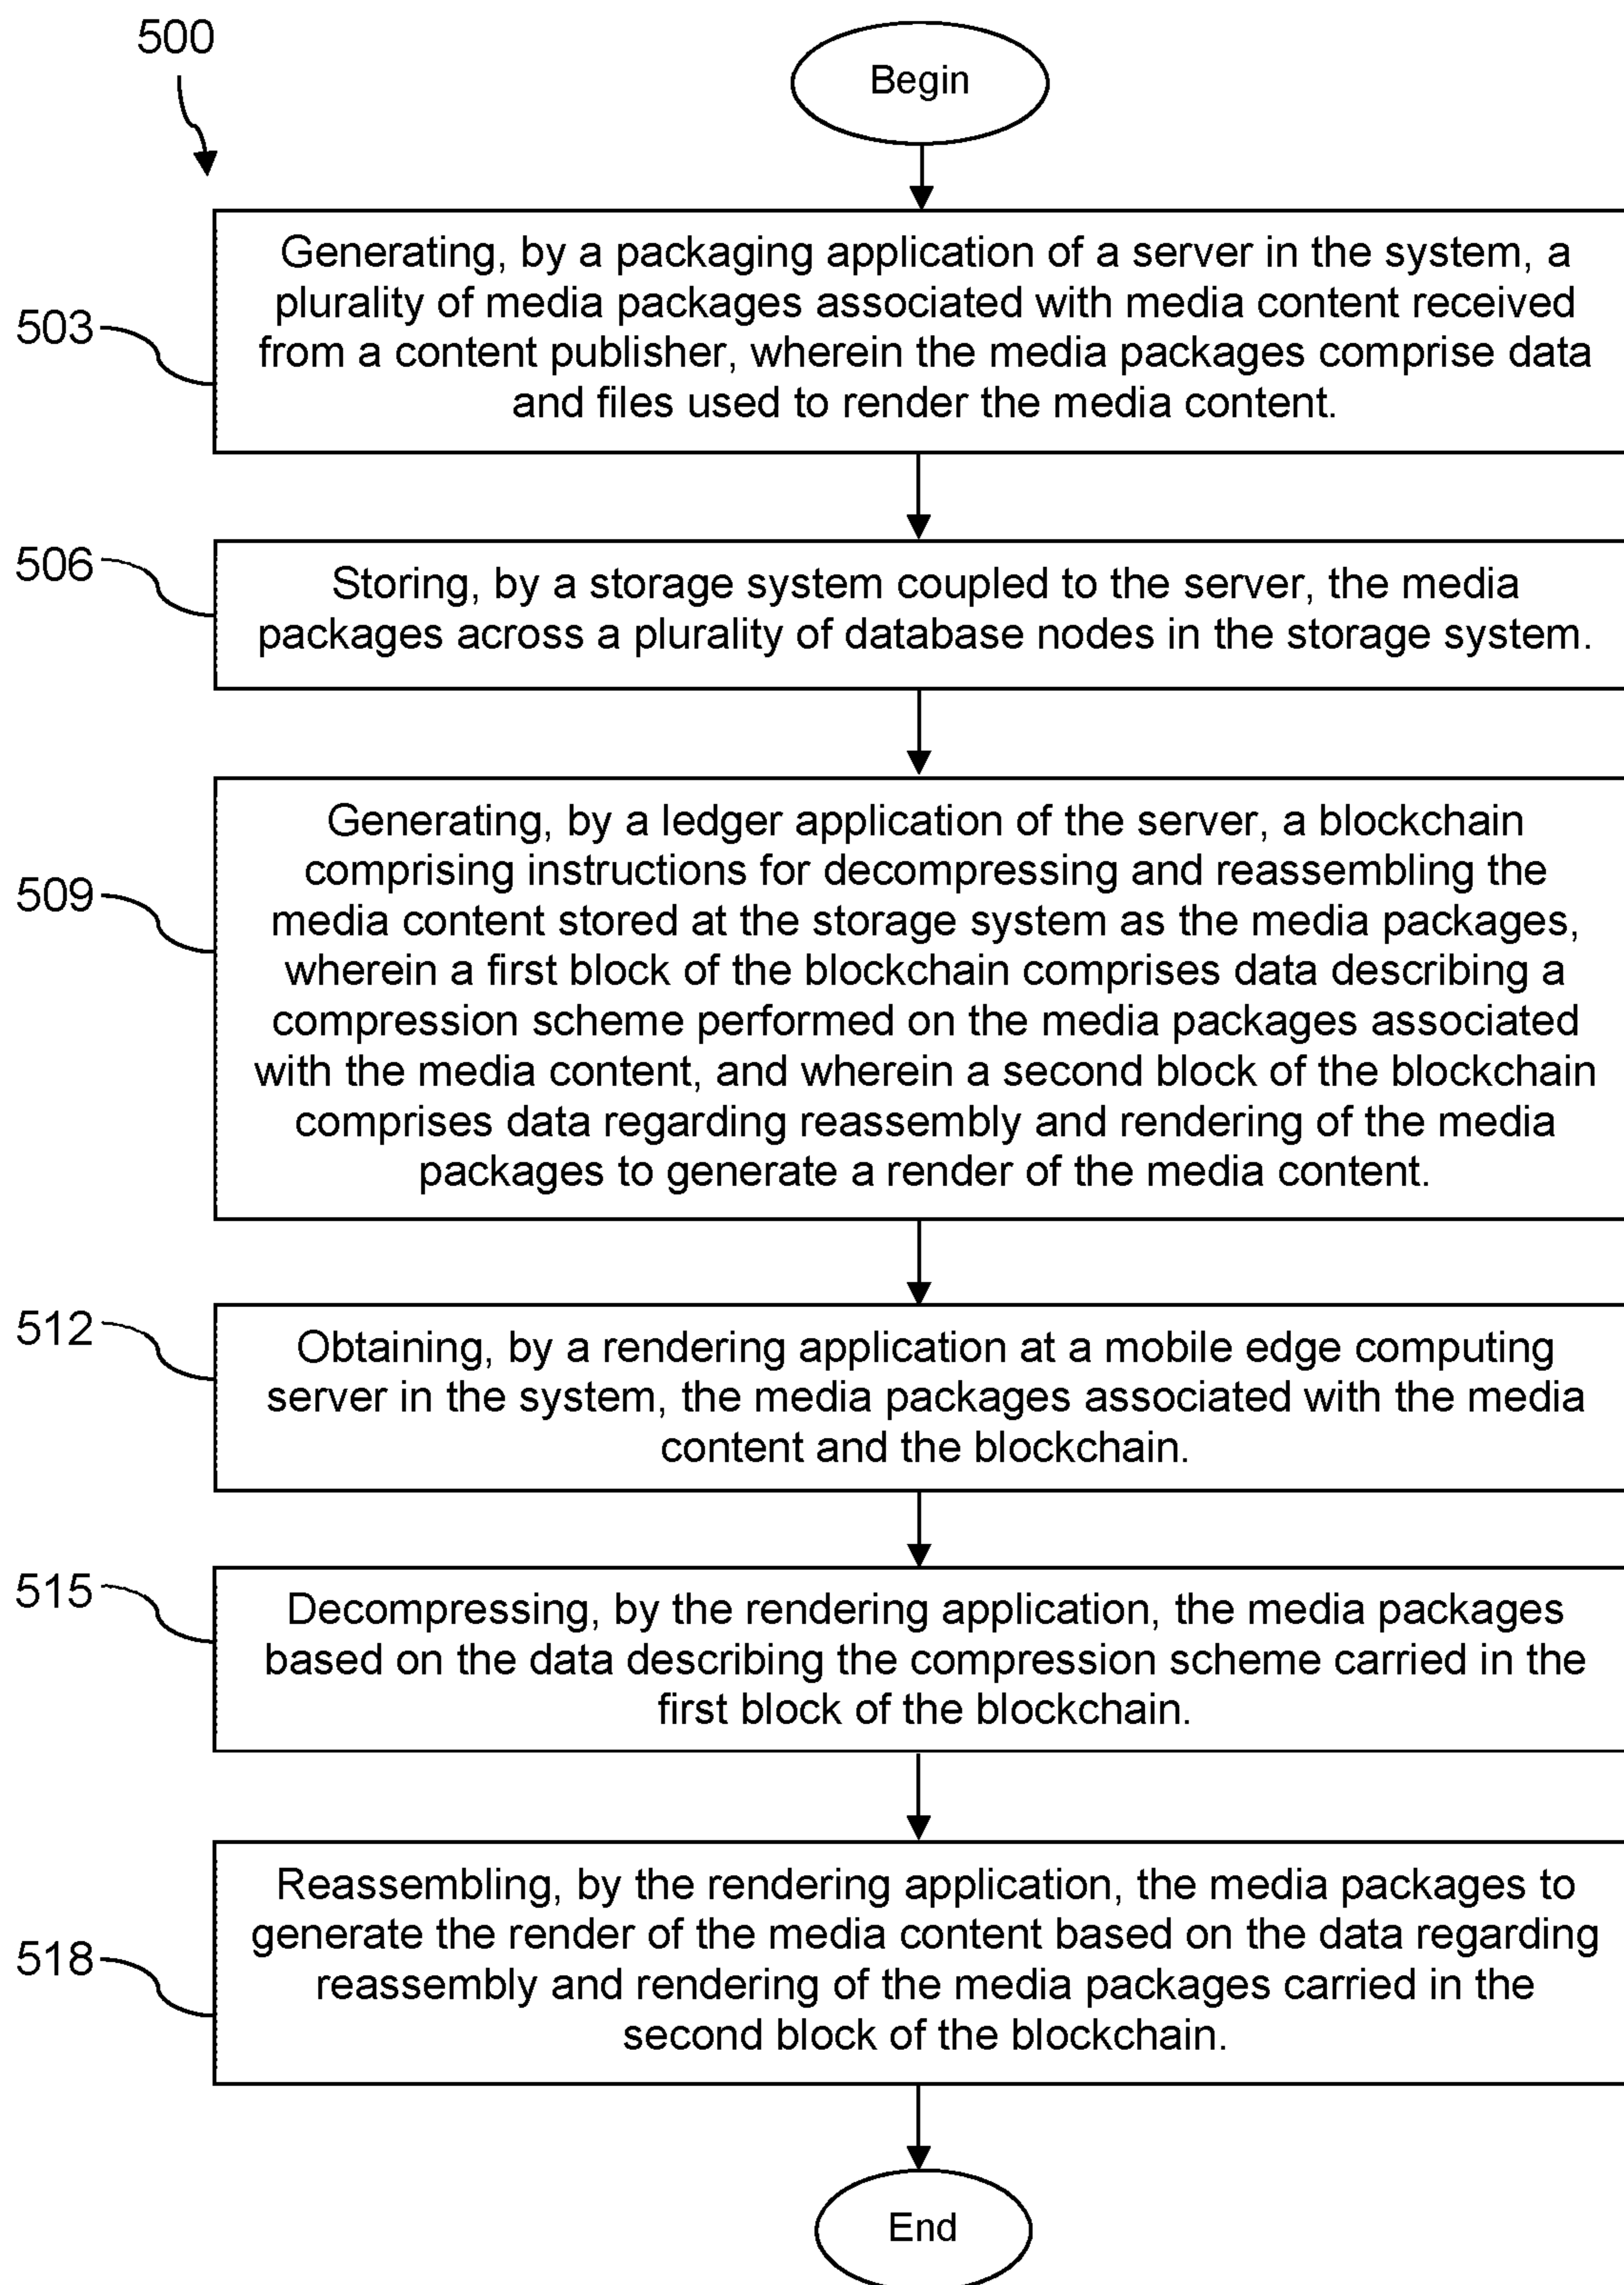 500
Begin
503
Generating, by a packaging application of a server in the system, a
plurality of media packages associated with media content received
from a content publisher, wherein the media packages comprise data
and files used to render the media content.
506
Storing, by a storage system coupled to the server, the media
packages across a plurality of database nodes in the storage system.
509
Generating, by a ledger application of the server, a blockchain
comprising instructions for decompressing and reassembling the
media content stored at the storage system as the media packages,
wherein a first block of the blockchain comprises data describing a
compression scheme performed on the media packages associated
with the media content, and wherein a second block of the blockchain
comprises data regarding reassembly and rendering of the media
packages to generate a render of the media content.
512
Obtaining, by a rendering application at a mobile edge computing
server in the system, the media packages associated with the media
content and the blockchain.
515
Decompressing, by the rendering application, the media packages
based on the data describing the compression scheme carried in the
first block of the blockchain.
518
Reassembling, by the rendering application, the media packages to
generate the render of the media content based on the data regarding
reassembly and rendering of the media packages carried in the
second block of the blockchain.
End